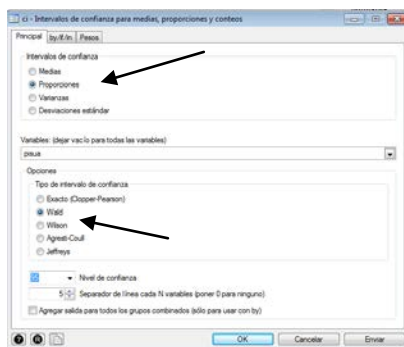 ci - Intervalos de confianza para medias, proporciones y conteos
Principal by/if/in Pesos
Intervalos de confianza
Medias
Proporciones
Varianzas
Desviaciones estándar
Variables: (dejar vacío para todas las variables)
Opciones
Tipo de intervalo de confianza
Exacto (Clopper-Pearson)
Wald
Wilson
Agresti-Coull
Jeffreys
95 Nivel de confianza
5 Separador de línea cada N variables (poner 0 para ninguno)
Agregar salida para todos los grupos combinados (sólo para usar con by)
OK Cancelar Enviar